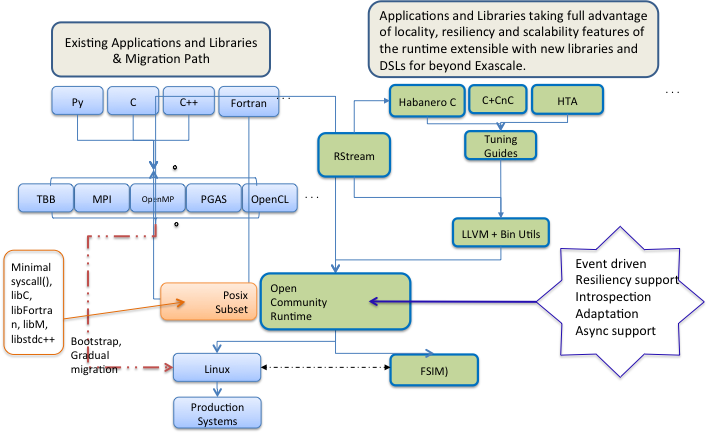 Existing Applications and Libraries
& Migration Path
Applications and Libraries taking full advantage
of locality, resiliency and scalability features of
the runtime extensible with new libraries and
DSLs for beyond Exascale.
Py
C
C++
Fortran
. . .
Habanero C
C+CnC
HTA
. . .
RStream
Tuning
Guides
TBB
MPI
OpenMP
PGAS
OpenCL
. . .
LLVM + Bin Utils
Minimal
syscall(),
libC,
libFortra
n, libM,
libstdc++
Posix
Subset
Open
Community
Runtime
Event driven
Resiliency support
Introspection
Adaptation
Async support
Bootstrap,
Gradual
migration
Linux
FSIM)
Production
Systems